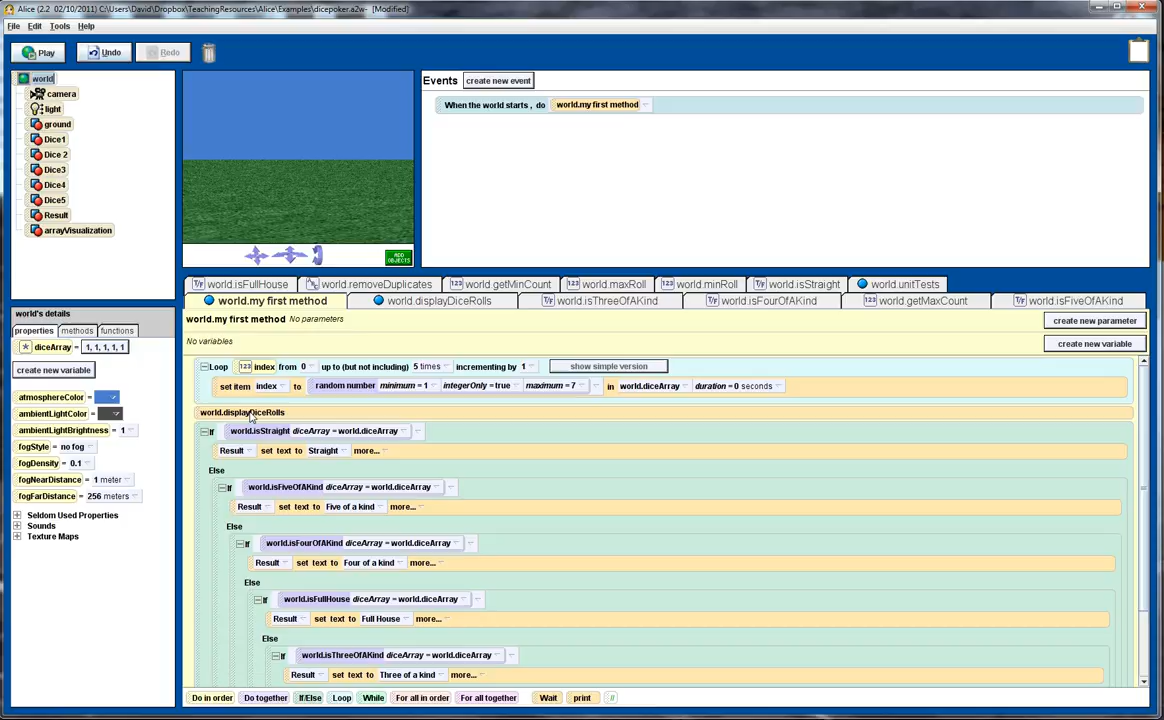 Alice (2.2 02/10/2011) C:\Users\David\Dropbox\TeachingResources\Alice\Examples\dicepoker.a2w- [Modified]
File Edit Tools Help
Play Undo Redo
world
camera
light
ground
Dice1
Dice 2
Dice3
Dice4
Dice5
Result
arrayVisualization
ADD OBJECTS
Events create new event
When the world starts , do world.my first method
world's details
properties methods functions
diceArray = 1, 1, 1, 1, 1
create new variable
atmosphereColor =
ambientLightColor =
ambientLightBrightness = 1
fogStyle = no fog
fogDensity = 0.1
fogNearDistance = 1 meter
fogFarDistance = 256 meters
Seldom Used Properties
Sounds
Texture Maps
world.isFullHouse world.removeDuplicates world.getMinCount world.maxRoll world.minRoll world.isStraight world.unitTests
world.my first method world.displayDiceRolls world.isThreeOfAKind world.isFourOfAKind world.getMaxCount world.isFiveOfAKind
world.my first method No parameters create new parameter
No variables create new variable
Loop 123 index from 0 up to (but not including) 5 times incrementing by 1 show simple version
set item index to random number minimum = 1 integerOnly = true maximum = 7 in world.diceArray duration = 0 seconds
world.displayDiceRolls
If world.isStraight diceArray = world.diceArray
Result set text to Straight more...
Else
If world.isFiveOfAKind diceArray = world.diceArray
Result set text to Five of a kind more...
Else
If world.isFourOfAKind diceArray = world.diceArray
Result set text to Four of a kind more...
Else
If world.isFullHouse diceArray = world.diceArray
Result set text to Full House more...
Else
If world.isThreeOfAKind diceArray = world.diceArray
Result set text to Three of a kind more...
Do in order Do together If/Else Loop While For all in order For all together Wait print //